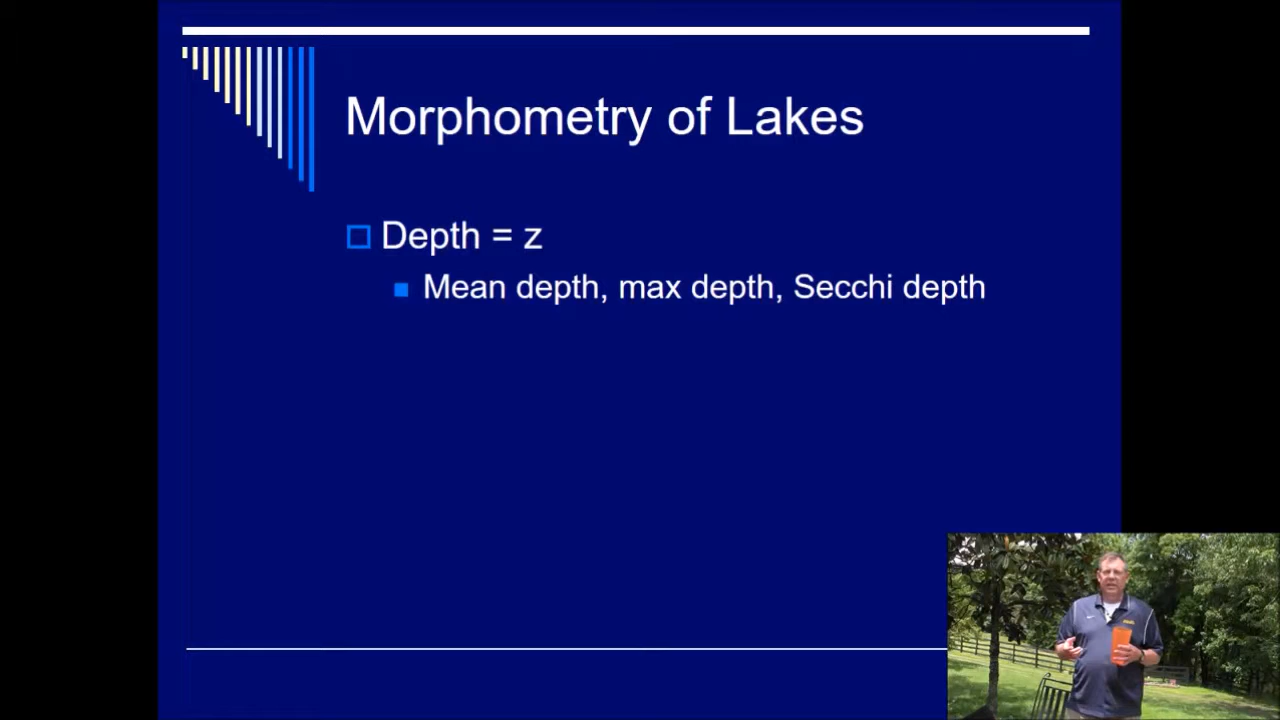 Morphometry of Lakes
Depth = z
Mean depth, max depth, Secchi depth